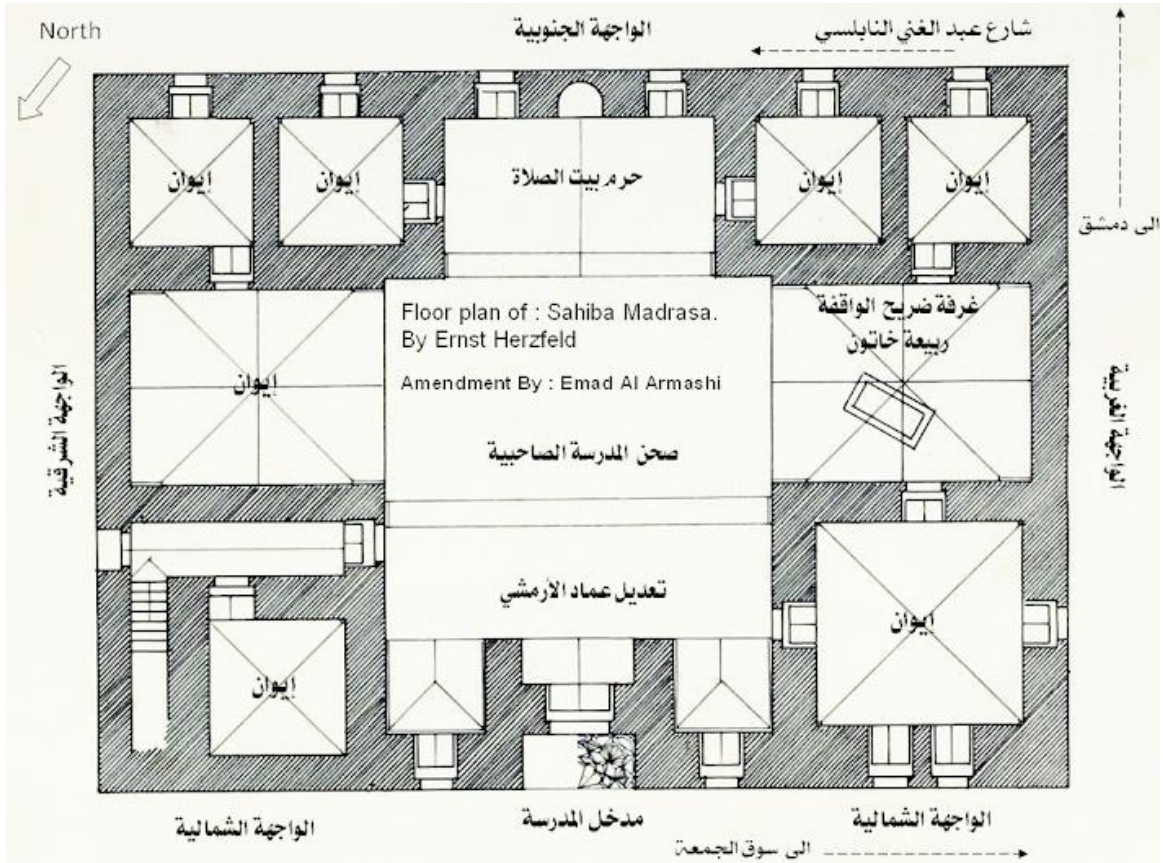 North
الواجهة الجنوبية
شارع عبد الغني النابلسي
إيوان
إيوان
حرم بيت الصلاة
إيوان
إيوان
الى دمشق
Floor plan of : Sahiba Madrasa.
By Ernst Herzfeld
Amendment By : Emad Al Armashi
غرفة ضريح الواقفة
ربيعة خاتون
إيوان
الواجهة الشرقية
الواجهة الغربية
صحن المدرسة الصاحبية
تعديل عماد الأرمشي
ايوان
إيوان
الواجهة الشمالية
مدخل المدرسة
الواجهة الشمالية
الى سوق الجمعة